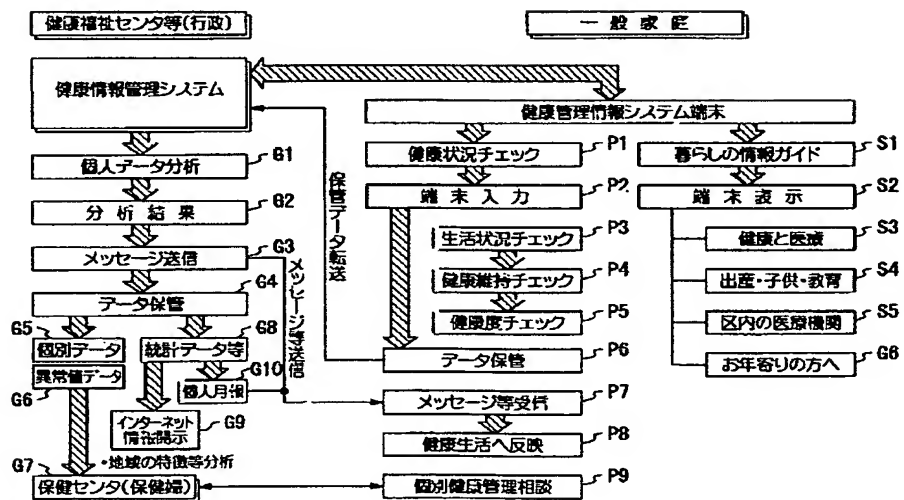 健康福祉センタ等(行政)
一般家庭
健康情報管理システム
健康管理情報システム端末
個人データ分析
G1
分析結果
G2
メッセージ送信
G3
データ保管
G4
G5
個別データ
異常値データ
G6
統計データ等
G8
G10
個人月報
インターネット
情報開示
G9
・地域の特徴等分析
G7
保健センタ(保健婦)
保管データ転送
メッセージ等送信
健康状況チェック
P1
端末入力
P2
生活状況チェック
P3
健康維持チェック
P4
健康度チェック
P5
データ保管
P6
メッセージ等受信
P7
健康生活へ反映
P8
個別健康管理相談
P9
暮らしの情報ガイド
S1
端末表示
S2
健康と医療
S3
出産・子供・教育
S4
区内の医療機関
S5
お年寄りの方へ
G6